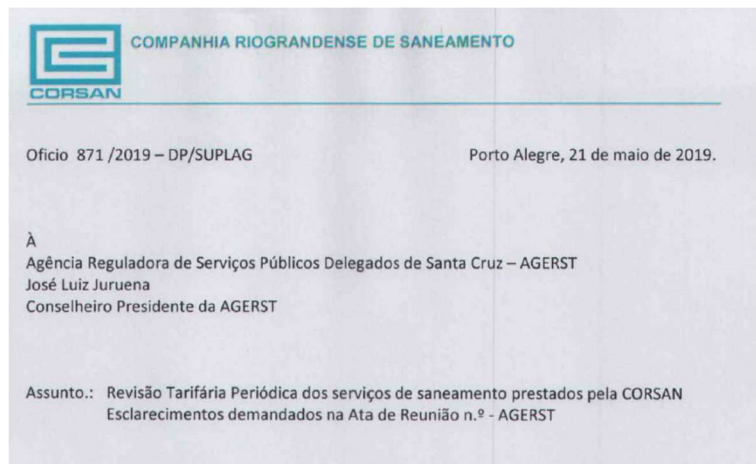 COMPANHIA RIOGRANDENSE DE SANEAMENTO
CORSAN
Oficio 871 /2019 – DP/SUPLAG Porto Alegre, 21 de maio de 2019.
À
Agência Reguladora de Serviços Públicos Delegados de Santa Cruz – AGERST
José Luiz Juruena
Conselheiro Presidente da AGERST
Assunto.: Revisão Tarifária Periódica dos serviços de saneamento prestados pela CORSAN
Esclarecimentos demandados na Ata de Reunião n.º - AGERST